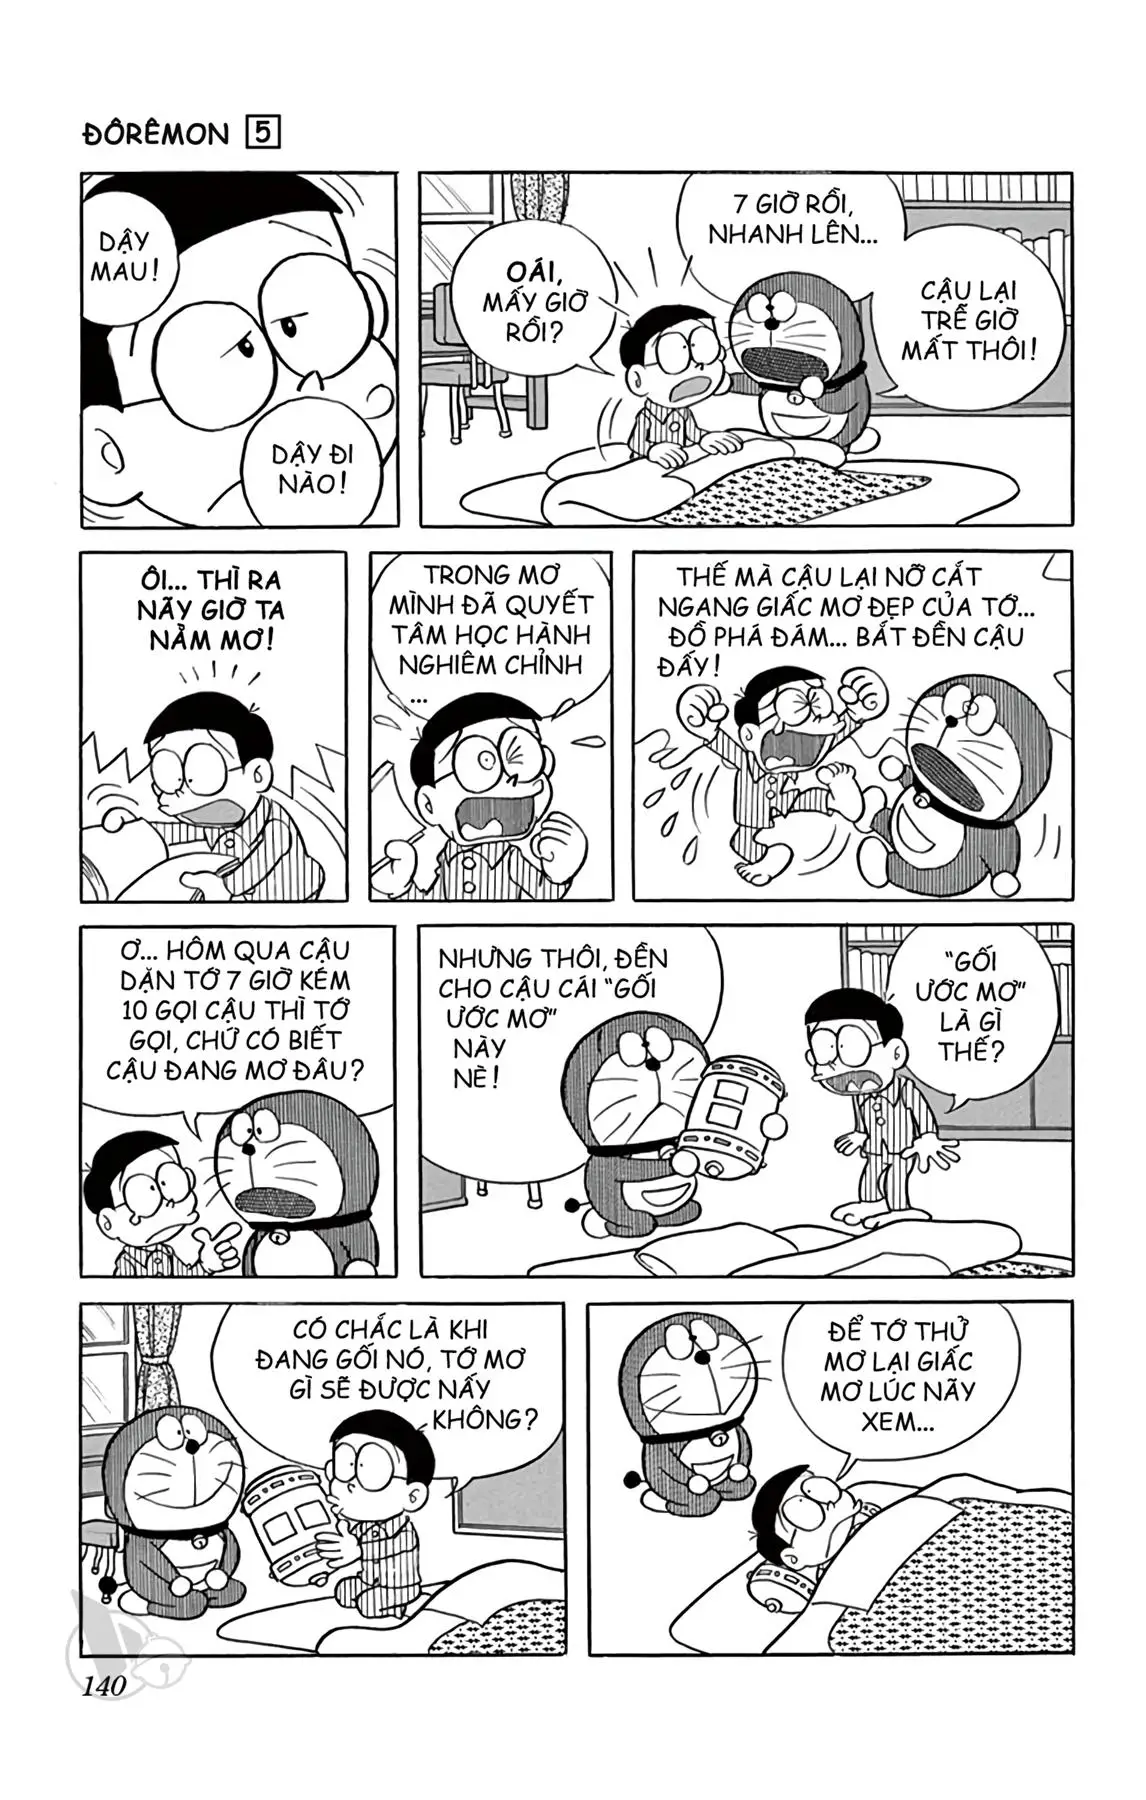 ĐÔRÊMON 5
DẬY
MAU!
DẬY ĐI
NÀO!
7 GIỜ RỒI,
NHANH LÊN...
OÁI,
MẤY GIỜ
RỒI?
CẬU LẠI
TRỄ GIỜ
MẤT THÔI!
ÔI... THÌ RA
NÃY GIỜ TA
NẰM MƠ!
TRONG MƠ
MÌNH ĐÃ QUYẾT
TÂM HỌC HÀNH
NGHIÊM CHỈNH
...
THẾ MÀ CẬU LẠI NỠ CẮT
NGANG GIẤC MƠ ĐẸP CỦA TỚ...
ĐỒ PHÁ ĐÁM... BẮT ĐỀN CẬU
ĐẤY!
Ơ... HÔM QUA CẬU
DẶN TỚ 7 GIỜ KÉM
10 GỌI CẬU THÌ TỚ
GỌI, CHỨ CÓ BIẾT
CẬU ĐANG MƠ ĐÂU?
NHƯNG THÔI, ĐỀN
CHO CẬU CÁI "GỐI
ƯỚC MƠ"
NÀY
NÈ!
"GỐI
ƯỚC MƠ"
LÀ GÌ
THẾ?
CÓ CHẮC LÀ KHI
ĐANG GỐI NÓ, TỚ MƠ
GÌ SẼ ĐƯỢC NẤY
KHÔNG?
ĐỂ TỚ THỬ
MƠ LẠI GIẤC
MƠ LÚC NÃY
XEM...
140